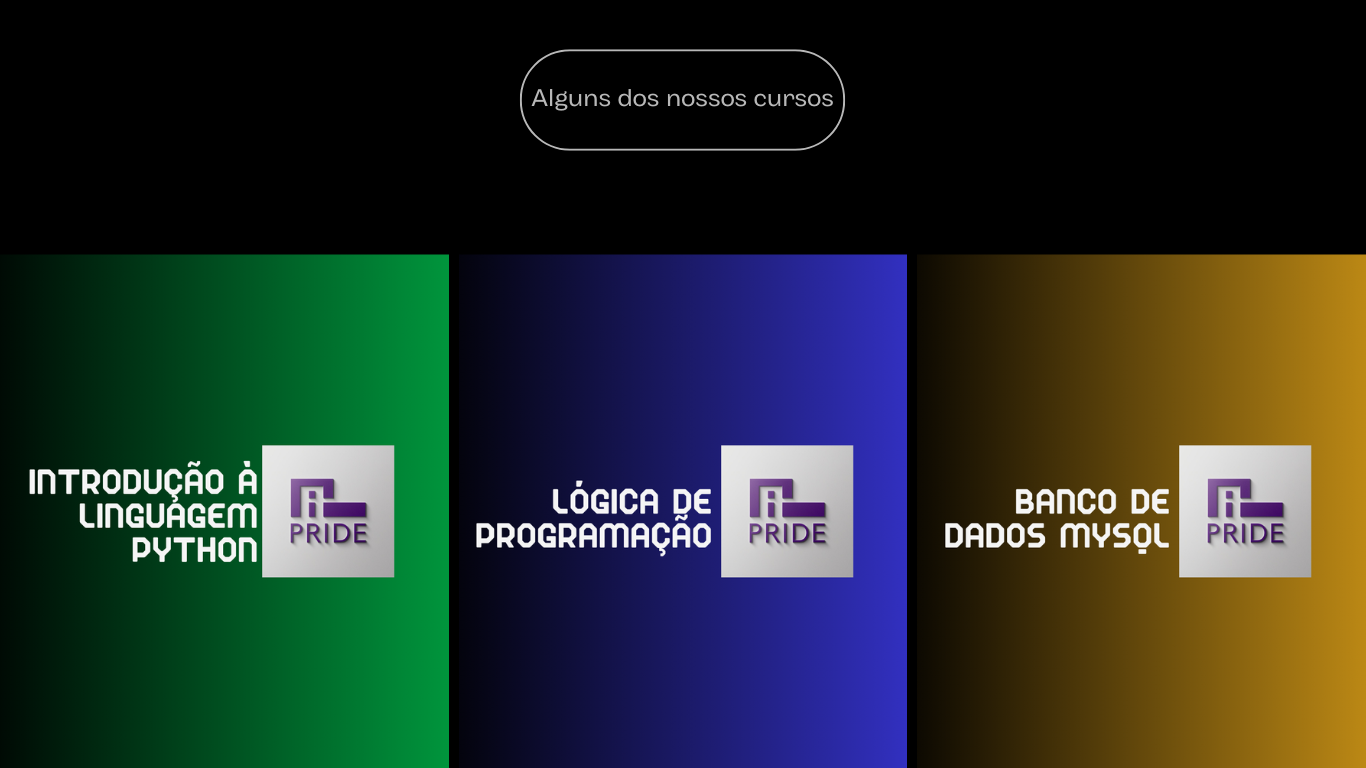 Alguns dos nossos cursos
INTRODUÇÃO À
LINGUAGEM
PYTHON
PRIDE
LÓGICA DE
PROGRAMAÇÃO
PRIDE
BANCO DE
DADOS MYSQL
PRIDE